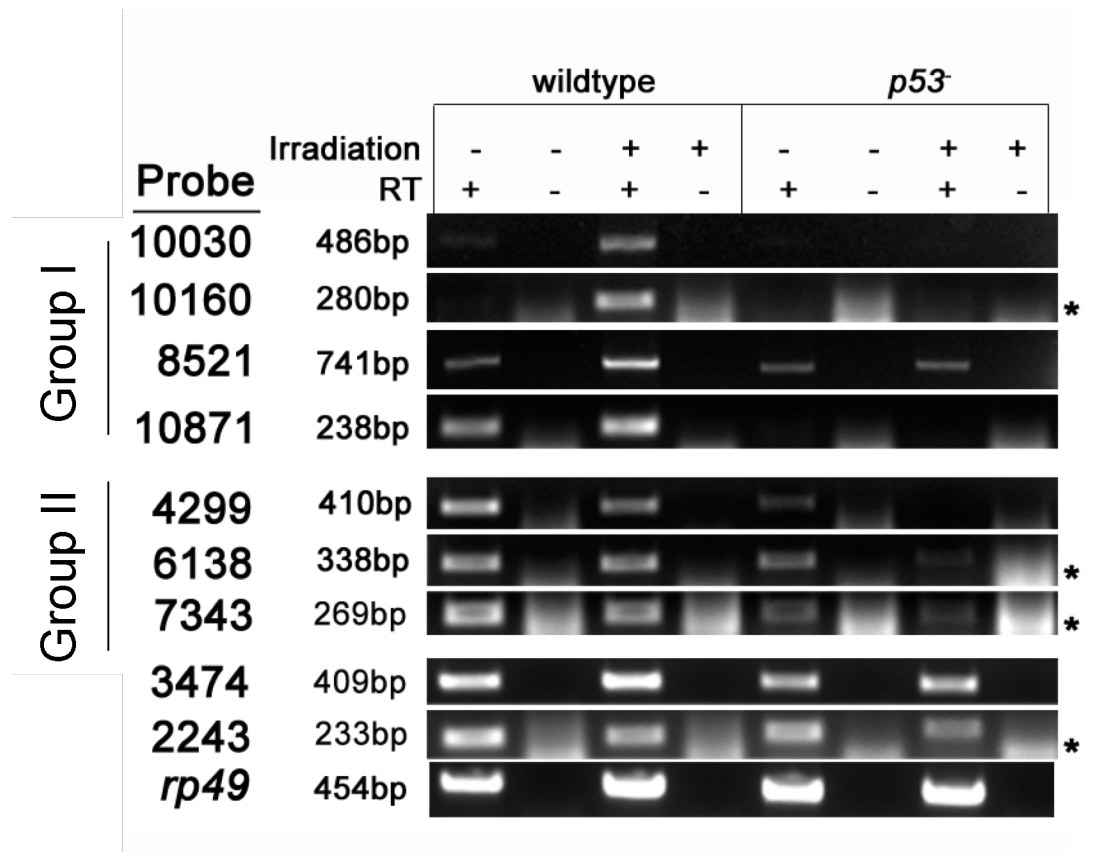 wildtype p53-
Irradiation - - + + - - + +
Probe RT + - + - + - + -
Group I
10030 486bp
10160 280bp *
8521 741bp
10871 238bp
Group II
4299 410bp
6138 338bp *
7343 269bp *
3474 409bp
2243 233bp *
rp49 454bp